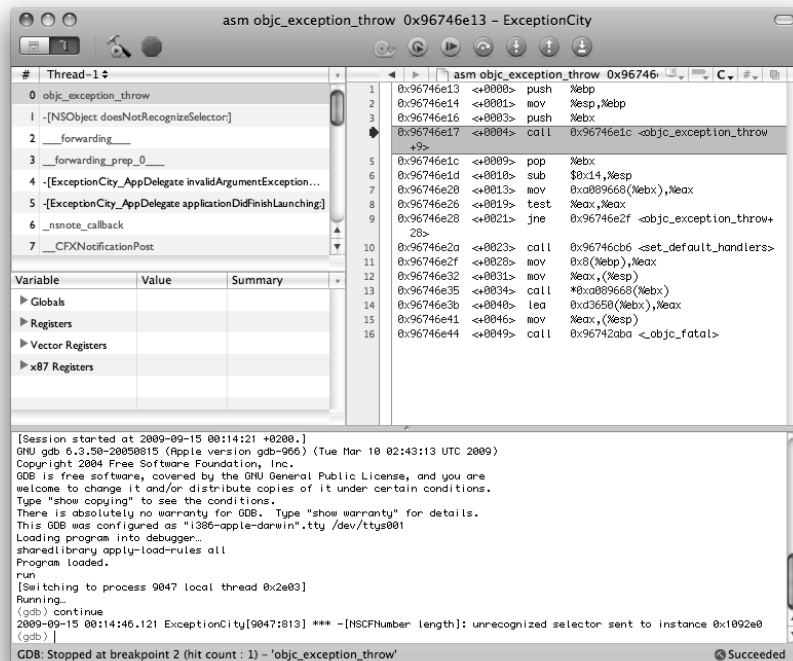 asm objc_exception_throw 0x96746e13 - ExceptionCity
# Thread-1
0 objc_exception_throw
1 -[NSObject doesNotRecognizeSelector:]
2 ___forwarding___
3 __forwarding_prep_0___
4 -[ExceptionCity_AppDelegate invalidArgumentException...
5 -[ExceptionCity_AppDelegate applicationDidFinishLaunching:]
6 _nsnote_callback
7 __CFXNotificationPost
Variable Value Summary
Globals
Registers
Vector Registers
x87 Registers
asm objc_exception_throw 0x96746 C #
1 0x96746e13 <+0000> push %ebp
2 0x96746e14 <+0001> mov %esp,%ebp
3 0x96746e16 <+0003> push %ebx
0x96746e17 <+0004> call 0x96746e1c <objc_exception_throw
+9>
5 0x96746e1c <+0009> pop %ebx
6 0x96746e1d <+0010> sub $0x14,%esp
7 0x96746e20 <+0013> mov 0xa089668(%ebx),%eax
8 0x96746e26 <+0019> test %eax,%eax
9 0x96746e28 <+0021> jne 0x96746e2f <objc_exception_throw+
28>
10 0x96746e2a <+0023> call 0x96746cb6 <set_default_handlers>
11 0x96746e2f <+0028> mov 0x8(%ebp),%eax
12 0x96746e32 <+0031> mov %eax,(%esp)
13 0x96746e35 <+0034> call *0xa089668(%ebx)
14 0x96746e3b <+0040> lea 0xd3650(%ebx),%eax
15 0x96746e41 <+0046> mov %eax,(%esp)
16 0x96746e44 <+0049> call 0x96742aba <_objc_fatal>
[Session started at 2009-09-15 00:14:21 +0200.]
GNU gdb 6.3.50-20050815 (Apple version gdb-966) (Tue Mar 10 02:43:13 UTC 2009)
Copyright 2004 Free Software Foundation, Inc.
GDB is free software, covered by the GNU General Public License, and you are
welcome to change it and/or distribute copies of it under certain conditions.
Type "show copying" to see the conditions.
There is absolutely no warranty for GDB. Type "show warranty" for details.
This GDB was configured as "i386-apple-darwin".tty /dev/ttys001
Loading program into debugger…
sharedlibrary apply-load-rules all
Program loaded.
run
[Switching to process 9047 local thread 0x2e03]
Running…
(gdb) continue
2009-09-15 00:14:46.121 ExceptionCity[9047:813] *** -[NSCFNumber length]: unrecognized selector sent to instance 0x1092e0
(gdb)
GDB: Stopped at breakpoint 2 (hit count : 1) - 'objc_exception_throw' Succeeded